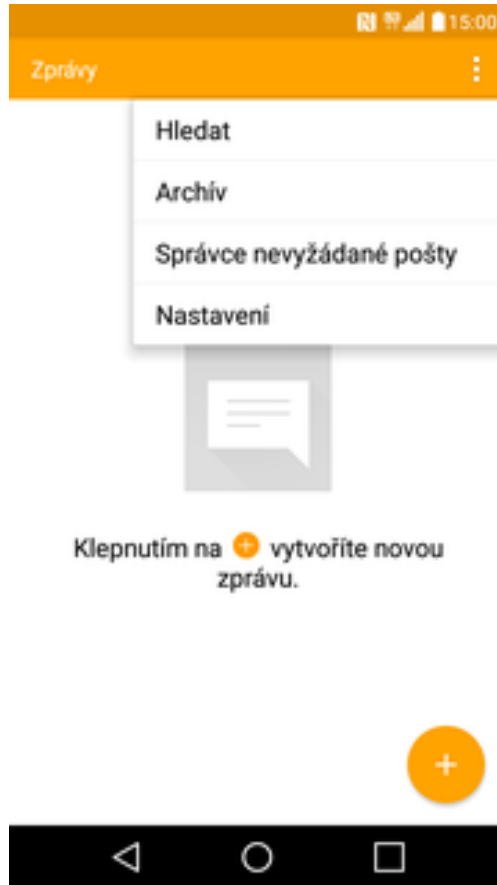 15:00
Zprávy
Hledat
Archív
Správce nevyžádané pošty
Nastavení
Klepnutím na + vytvoříte novou
zprávu.
+